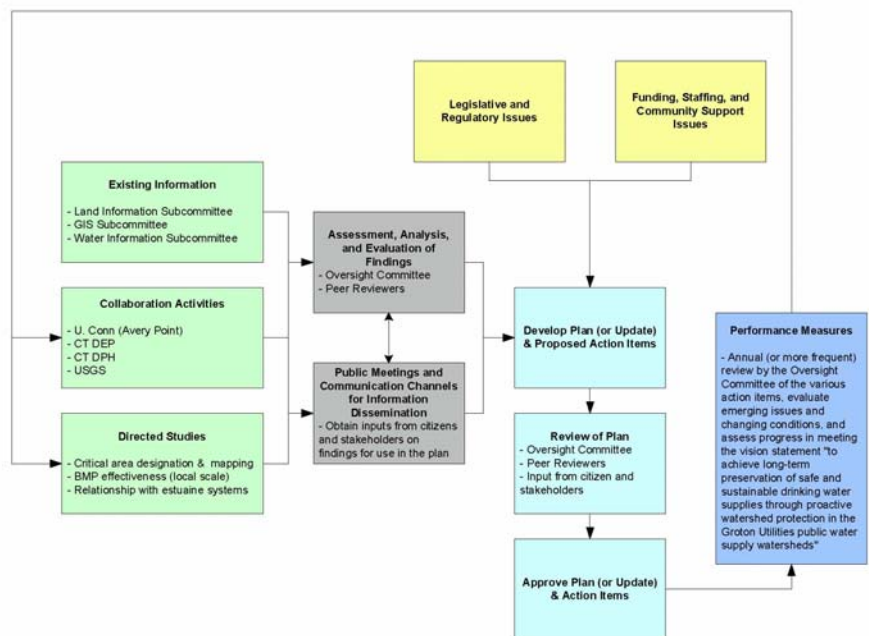 Legislative and
Regulatory Issues
Funding, Staffing, and
Community Support
Issues
Existing Information
- Land Information Subcommittee
- GIS Subcommittee
- Water Information Subcommittee
Assessment, Analysis,
and Evaluation of
Findings
- Oversight Committee
- Peer Reviewers
Collaboration Activities
- U. Conn (Avery Point)
- CT DEP
- CT DPH
- USGS
Public Meetings and
Communication Channels
for Information
Dissemination
- Obtain inputs from citizens
and stakeholders on
findings for use in the plan
Directed Studies
- Critical area designation & mapping
- BMP effectiveness (local scale)
- Relationship with estuaine systems
Develop Plan (or Update)
& Proposed Action Items
Review of Plan
- Oversight Committee
- Peer Reviewers
- Input from citizen and
stakeholders
Approve Plan (or Update)
& Action Items
Performance Measures
- Annual (or more frequent)
review by the Oversight
Committee of the various
action items, evaluate
emerging issues and
changing conditions, and
assess progress in meeting
the vision statement "to
achieve long-term
preservation of safe and
sustainable drinking water
supplies through proactive
watershed protection in the
Groton Utilities public water
supply watersheds"